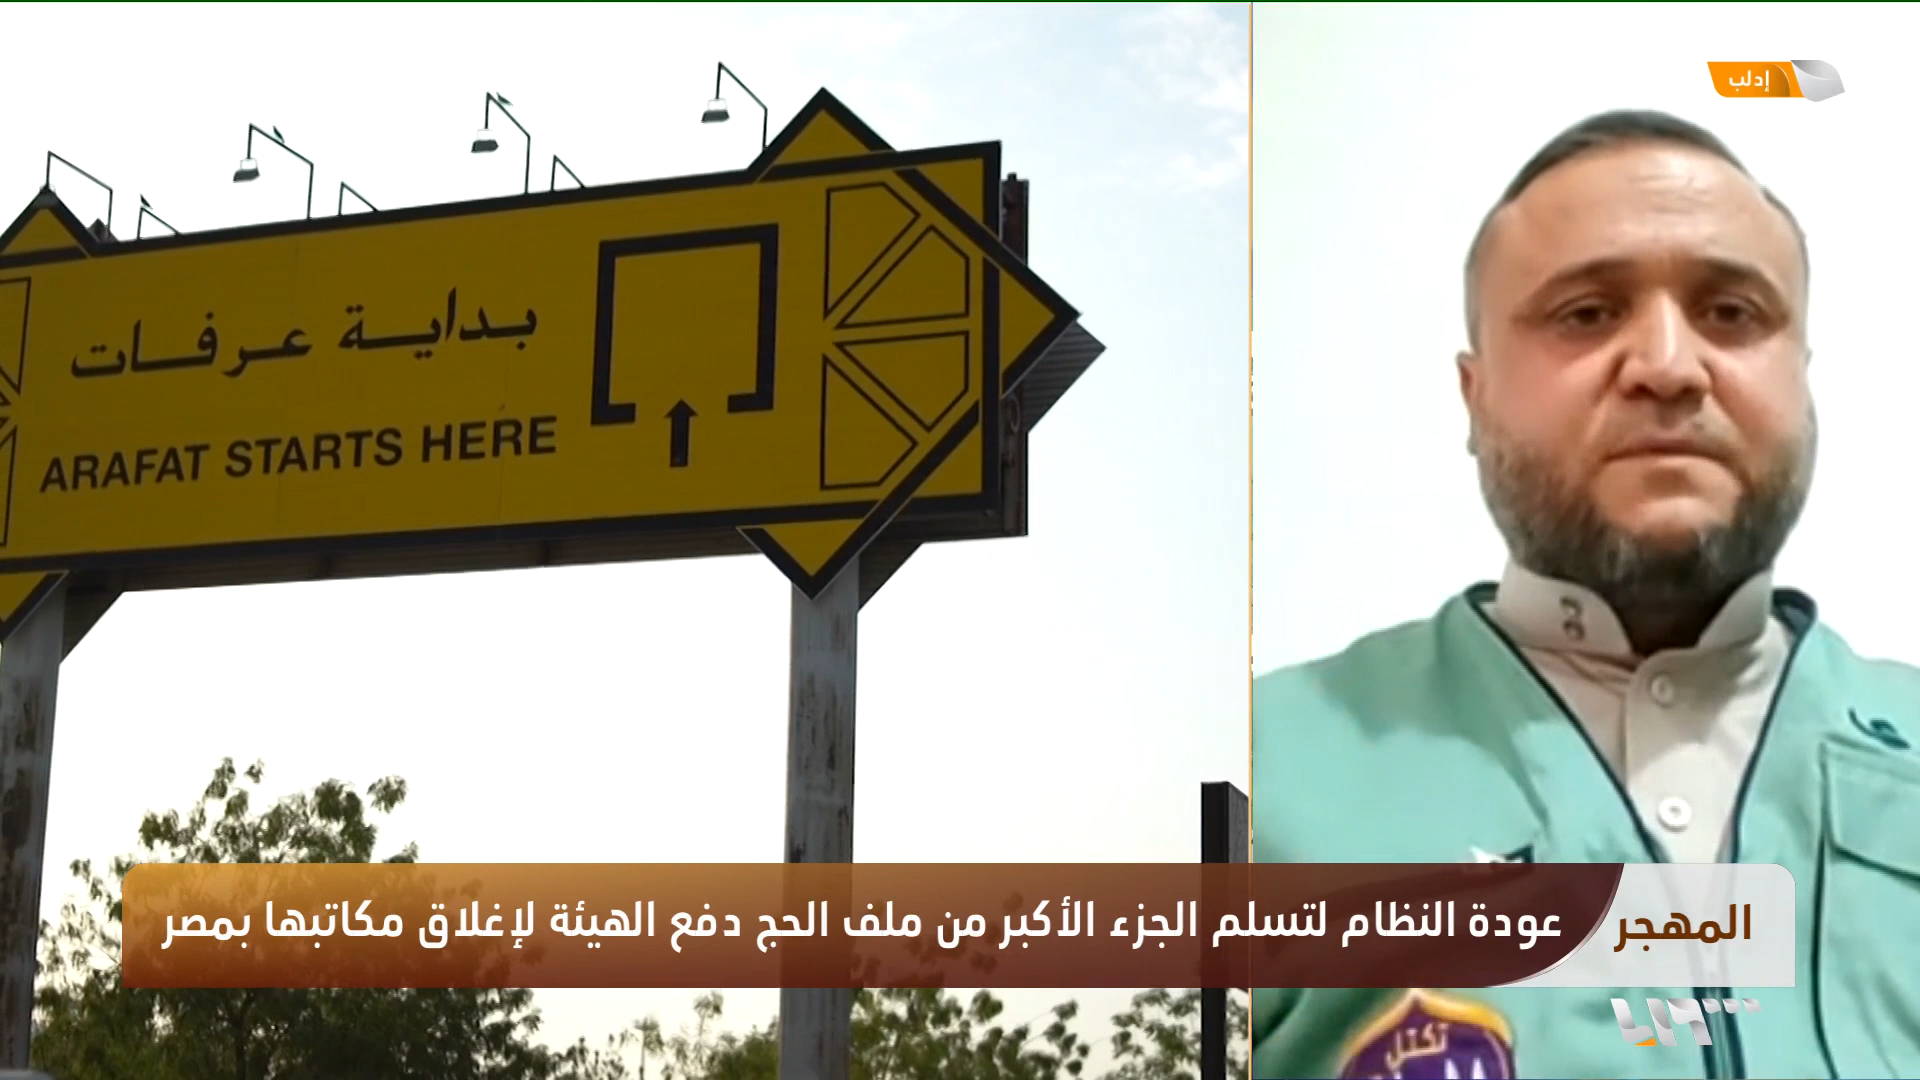 إدلب
بداية عرفات
ARAFAT STARTS HERE
المهجر
عودة النظام لتسلم الجزء الأكبر من ملف الحج دفع الهيئة لإغلاق مكاتبها بمصر
تكتل